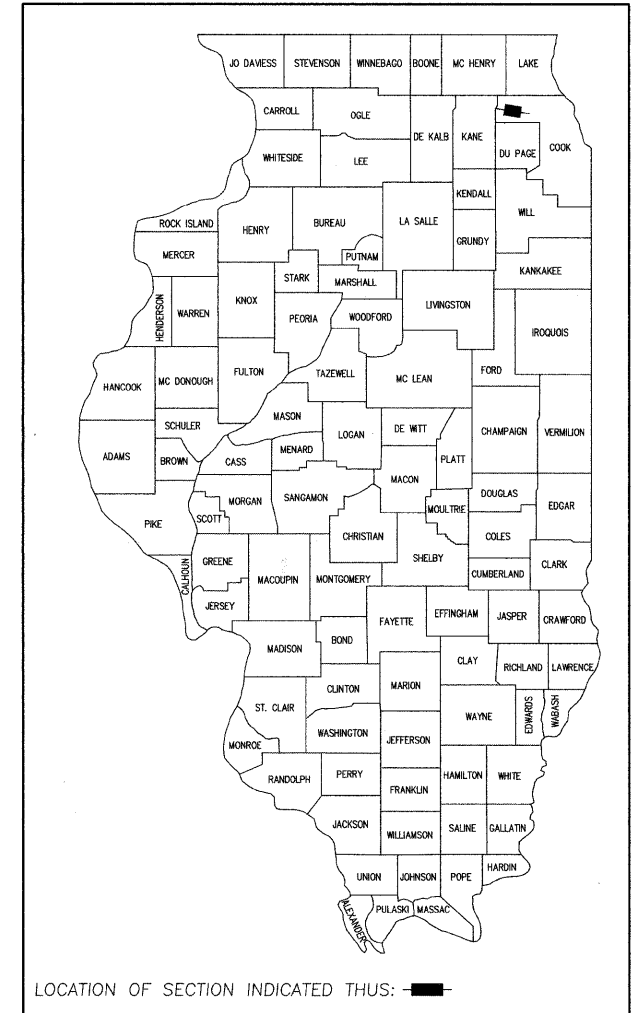 JO DAVIESS STEVENSON WINNEBAGO BOONE MC HENRY LAKE
CARROLL OGLE DE KALB KANE COOK
DU PAGE
WHITESIDE LEE
KENDALL
WILL
ROCK ISLAND HENRY BUREAU LA SALLE
GRUNDY
MERCER PUTNAM
KANKAKEE
STARK MARSHALL
HENDERSON WARREN KNOX PEORIA WOODFORD LIVINGSTON
IROQUOIS
FORD
HANCOCK MC DONOUGH FULTON TAZEWELL MC LEAN
MASON
SCHULER LOGAN DE WITT CHAMPAIGN VERMILION
ADAMS BROWN CASS MENARD PLATT
MACON
MORGAN SANGAMON DOUGLAS EDGAR
PIKE SCOTT MOULTRIE
CHRISTIAN COLES
CALHOUN GREENE MACOUPIN MONTGOMERY SHELBY CLARK
CUMBERLAND
JERSEY
FAYETTE EFFINGHAM JASPER CRAWFORD
MADISON BOND
CLAY RICHLAND LAWRENCE
CLINTON MARION
ST. CLAIR WAYNE EDWARDS WABASH
WASHINGTON JEFFERSON
MONROE
RANDOLPH PERRY HAMILTON WHITE
FRANKLIN
JACKSON SALINE GALLATIN
WILLIAMSON
HARDIN
UNION JOHNSON POPE
ALEXANDER PULASKI MASSAC
LOCATION OF SECTION INDICATED THUS: